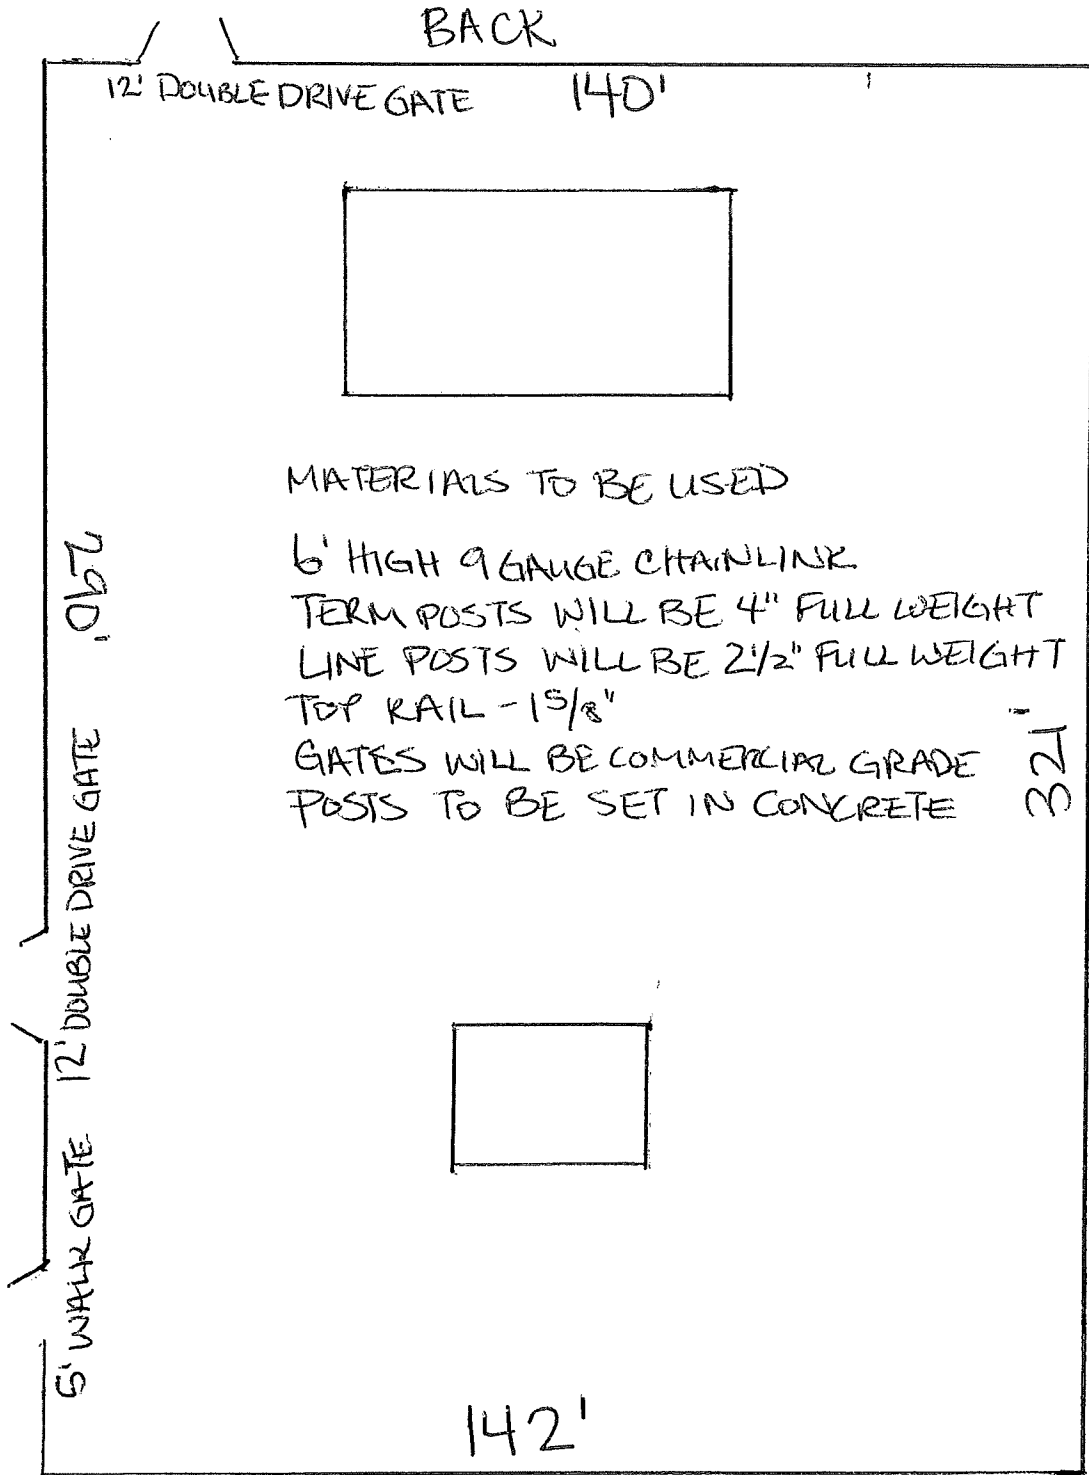 BACK
12' DOUBLE DRIVE GATE 140'
MATERIALS TO BE USED
6' HIGH 9 GAUGE CHAINLINK
TERM POSTS WILL BE 4" FULL WEIGHT
LINE POSTS WILL BE 2 1/2" FULL WEIGHT
TOP RAIL - 1 5/8"
GATES WILL BE COMMERCIAL GRADE
POSTS TO BE SET IN CONCRETE
5' WALK GATE 12' DOUBLE DRIVE GATE 290'
321'
142'